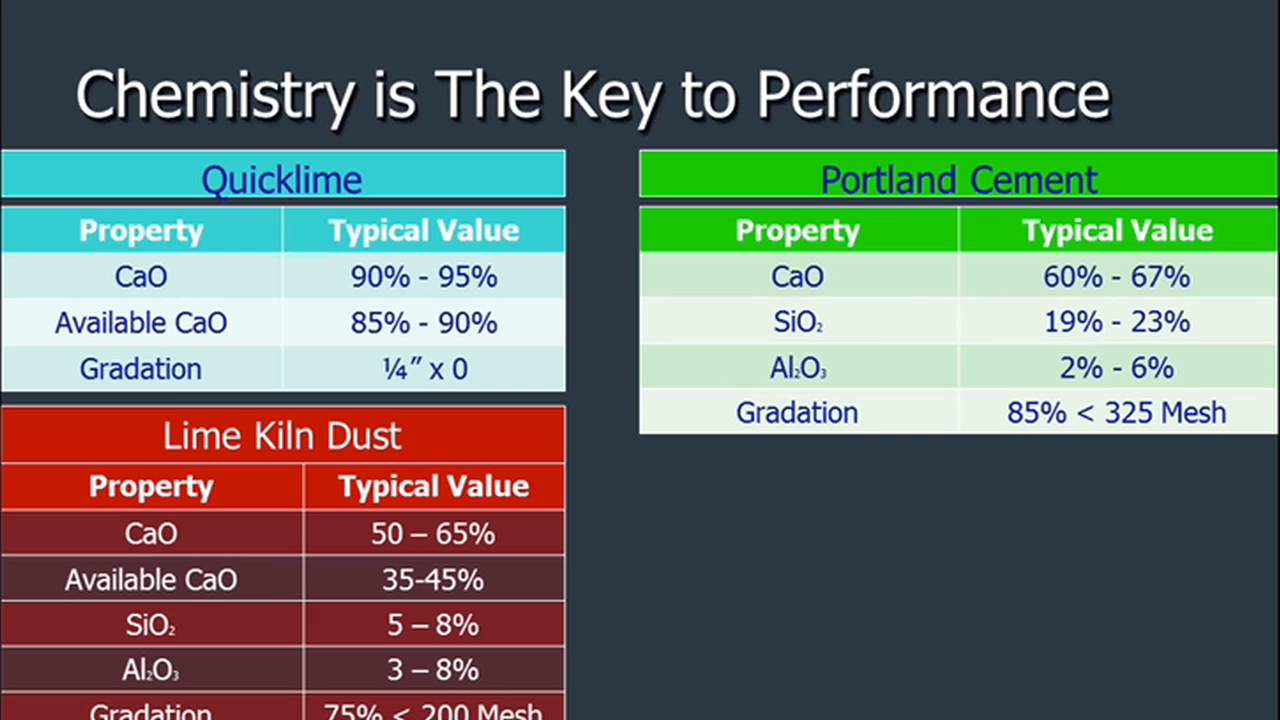 Chemistry is The Key to Performance
Quicklime
Property Typical Value
CaO 90% - 95%
Available CaO 85% - 90%
Gradation ¼” x 0
Lime Kiln Dust
Property Typical Value
CaO 50 – 65%
Available CaO 35-45%
SiO₂ 5 – 8%
Al₂O₃ 3 – 8%
Gradation 75% < 200 Mesh
Portland Cement
Property Typical Value
CaO 60% - 67%
SiO₂ 19% - 23%
Al₂O₃ 2% - 6%
Gradation 85% < 325 Mesh